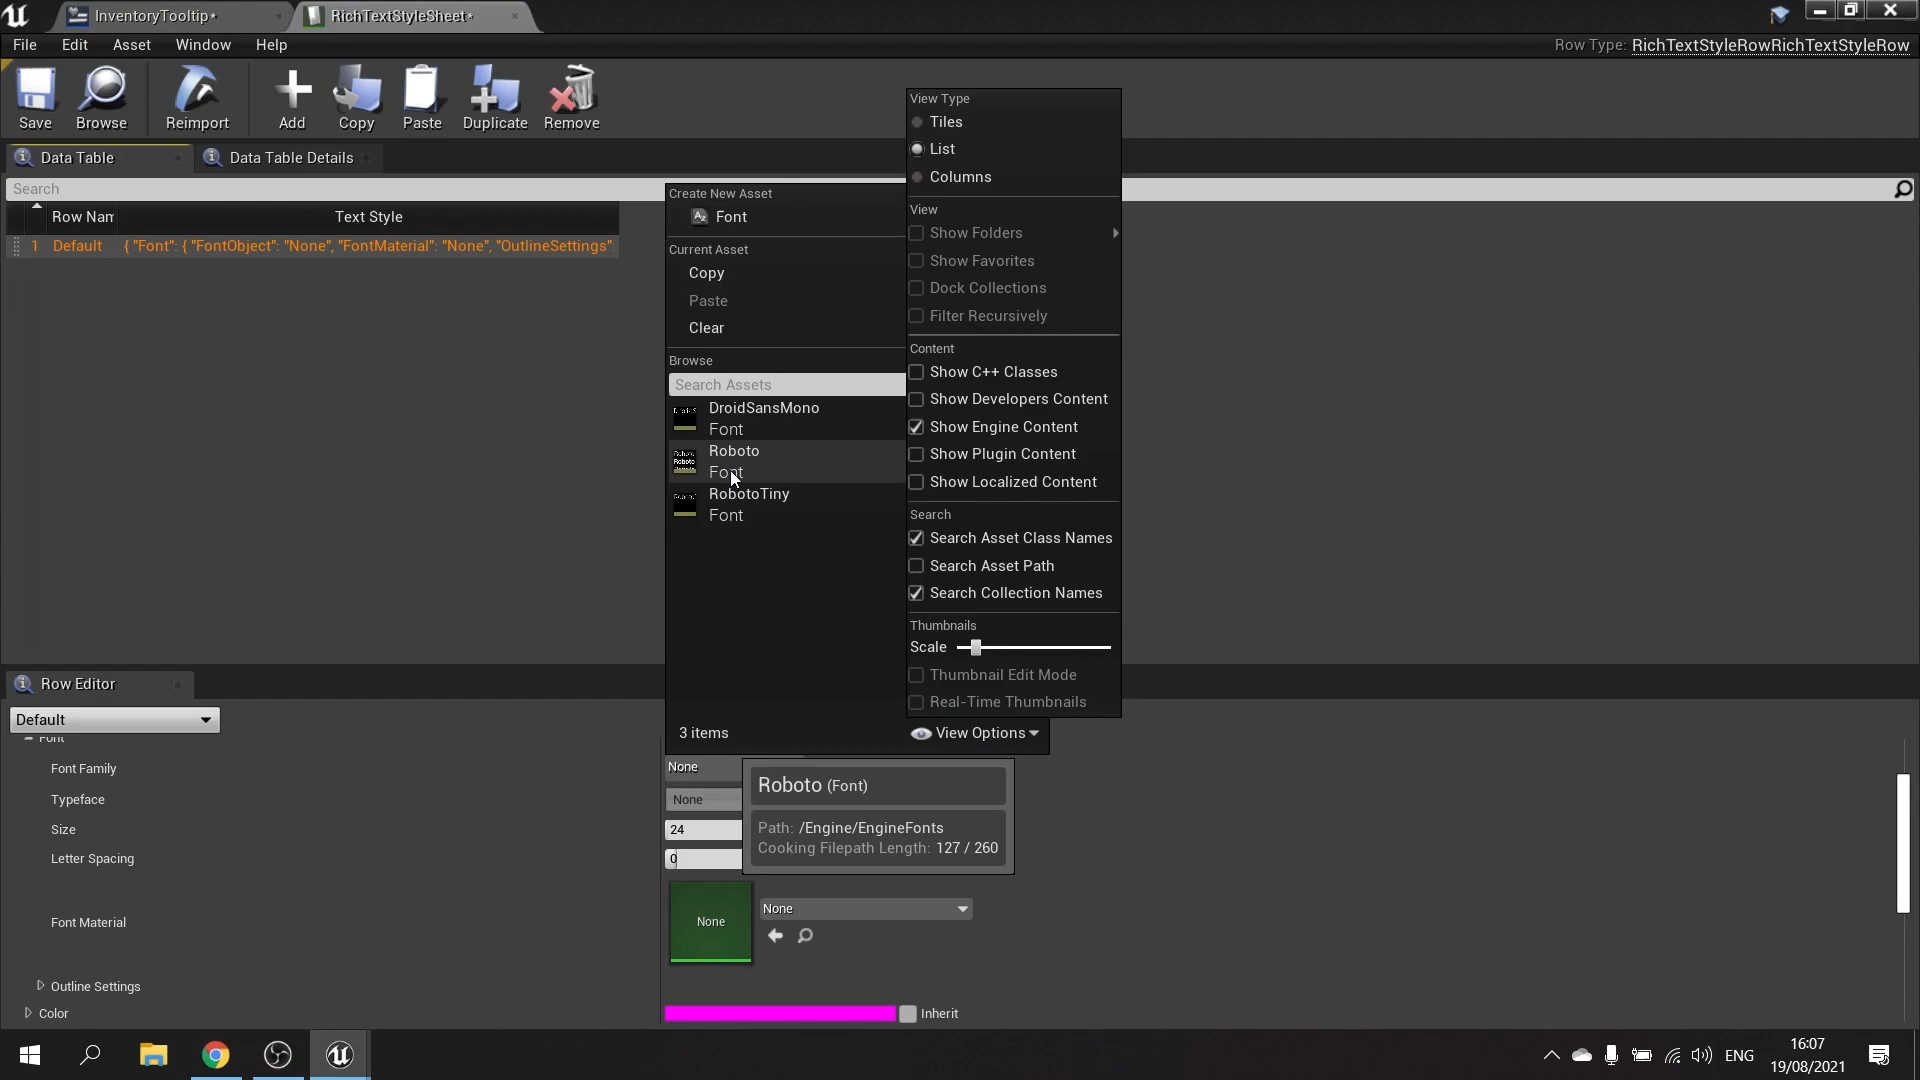 InventoryTooltip*
RichTextStyleSheet*
File Edit Asset Window Help
Row Type: RichTextStyleRowRichTextStyleRow
Save Browse Reimport Add Copy Paste Duplicate Remove
Data Table
Data Table Details
Search
Row Nam Text Style
1 Default { "Font": { "FontObject": "None", "FontMaterial": "None", "OutlineSettings":
Create New Asset
Font
Current Asset
Copy
Paste
Clear
Browse
Search Assets
DroidSansMono
Font
Roboto
Font
RobotoTiny
Font
3 items
View Options
View Type
Tiles
List
Columns
View
Show Folders
Show Favorites
Dock Collections
Filter Recursively
Content
Show C++ Classes
Show Developers Content
Show Engine Content
Show Plugin Content
Show Localized Content
Search
Search Asset Class Names
Search Asset Path
Search Collection Names
Thumbnails
Scale
Thumbnail Edit Mode
Real-Time Thumbnails
Row Editor
Default
Font
Font Family None
Typeface None
Size 24
Letter Spacing 0
Roboto (Font)
Path: /Engine/EngineFonts
Cooking Filepath Length: 127 / 260
Font Material None None
Outline Settings
Color Inherit
ENG
16:07
19/08/2021